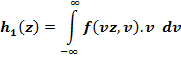 h₁(z) = ∫_{-∞}^{∞} f(vz, v).v dv